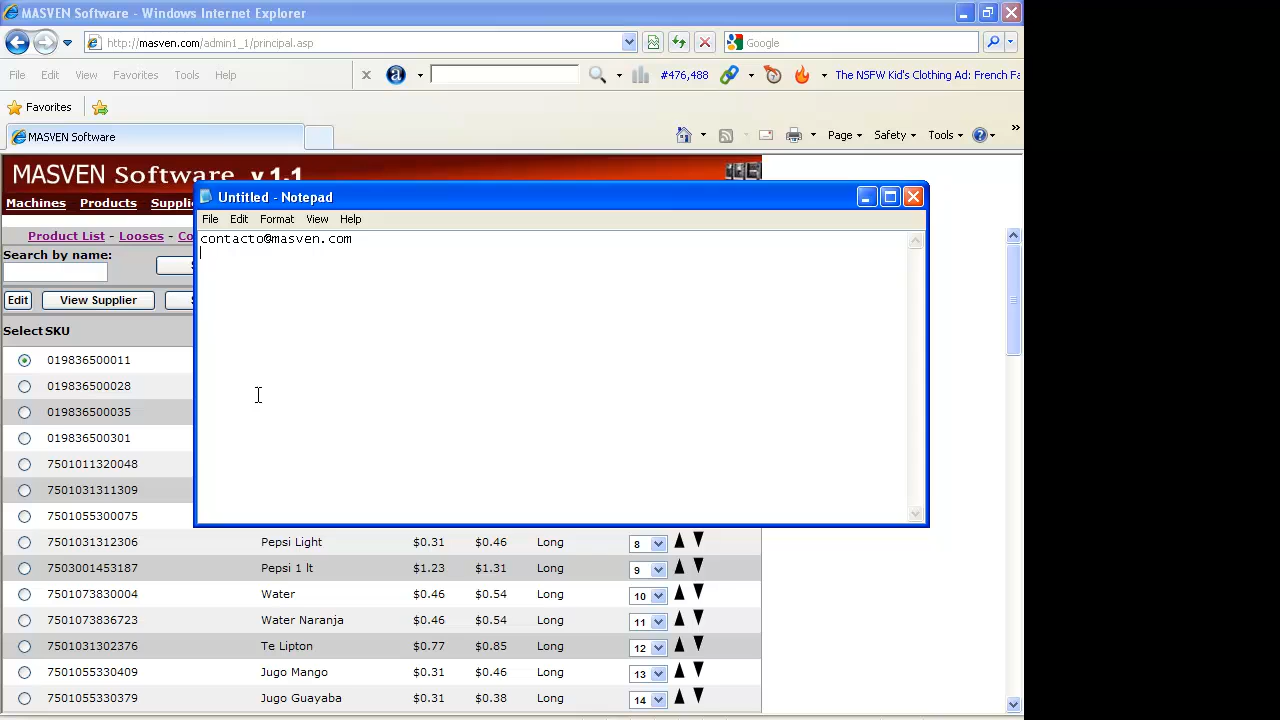 MASVEN Software - Windows Internet Explorer
http://masven.com/admin1_1/principal.asp
Google
File Edit View Favorites Tools Help
#476,488
The NSFW Kid's Clothing Ad: French Fa
Favorites
MASVEN Software
Page Safety Tools
MASVEN Software v 1.1
Machines Products
Untitled - Notepad
File Edit Format View Help
contacto@masven.com
Product List - Looses -
Search by name:
Edit View Supplier
Select SKU
019836500011
019836500028
019836500035
019836500301
7501011320048
7501031311309
7501055300075
7501031312306 Pepsi Light $0.31 $0.46 Long 8
7503001453187 Pepsi 1 lt $1.23 $1.31 Long 9
7501073830004 Water $0.46 $0.54 Long 10
7501073836723 Water Naranja $0.46 $0.54 Long 11
7501031302376 Te Lipton $0.77 $0.85 Long 12
7501055330409 Jugo Mango $0.31 $0.46 Long 13
7501055330379 Jugo Guayaba $0.31 $0.38 Long 14